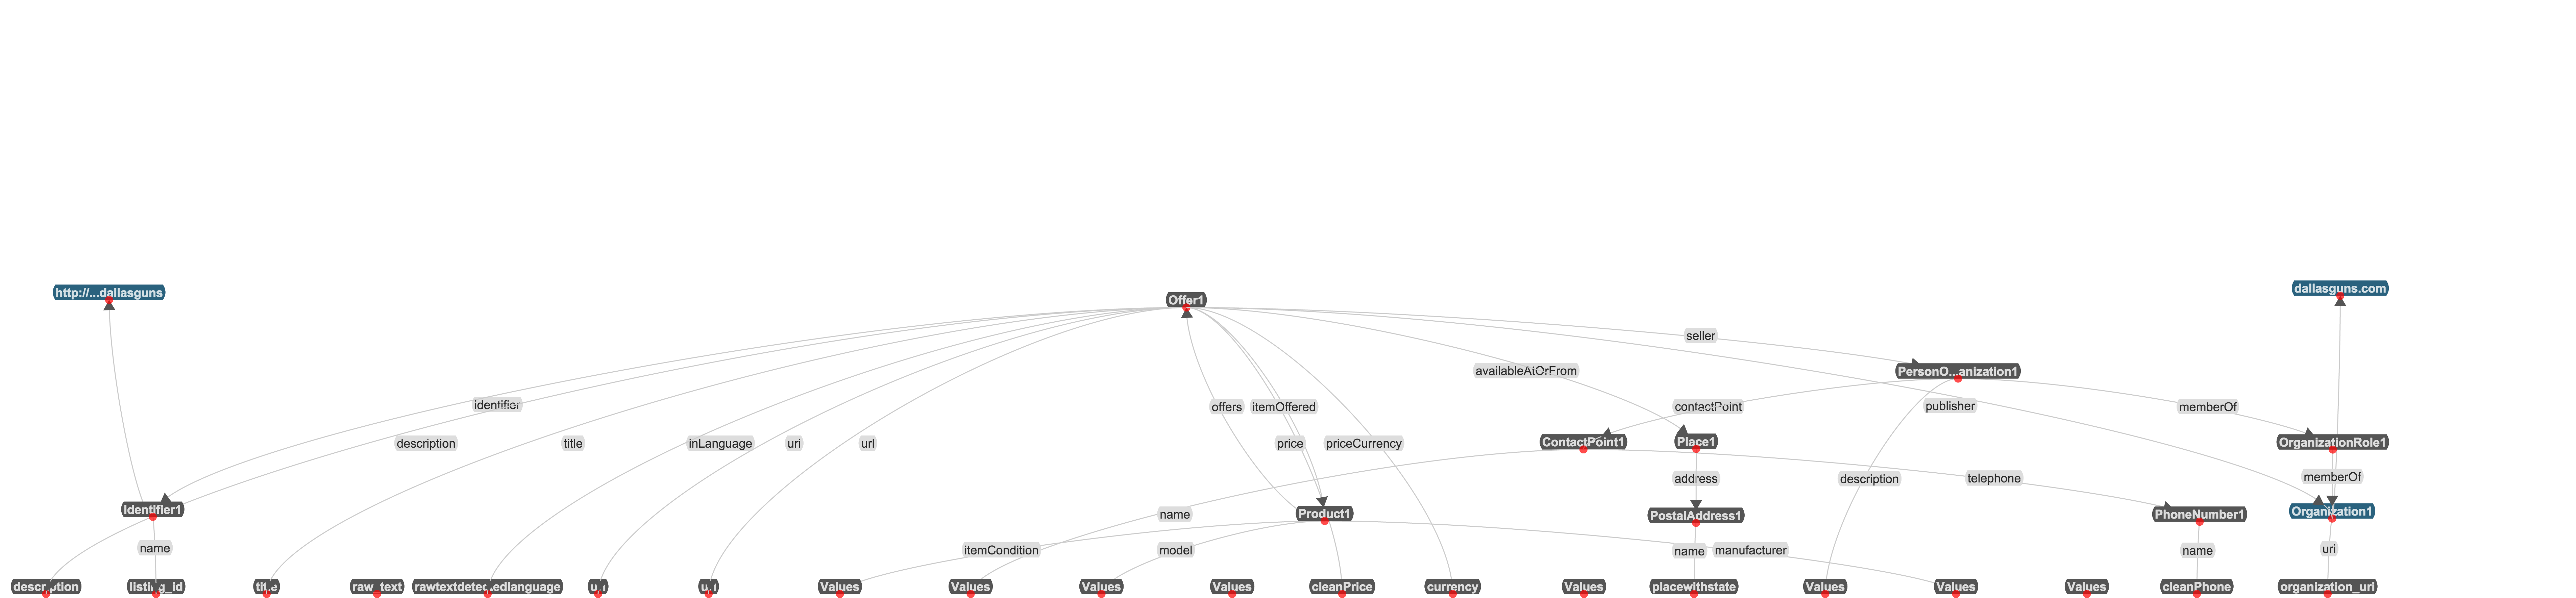 dallasguns.com
http://...dallasguns
Offer1
seller
availableAtOrFrom
PersonO...anization1
identifier
offers
itemOffered
contactPoint
publisher
memberOf
description
title
inLanguage
uri
url
price
priceCurrency
ContactPoint1
Place1
OrganizationRole1
address
description
telephone
memberOf
Identifier1
name
Product1
PostalAddress1
PhoneNumber1
Organization1
name
itemCondition
model
name
manufacturer
name
uri
description
listing_id
title
raw_text
rawtextdetectedlanguage
Values
Values
Values
Values
cleanPrice
currency
Values
placewithstate
Values
Values
Values
cleanPhone
organization_uri